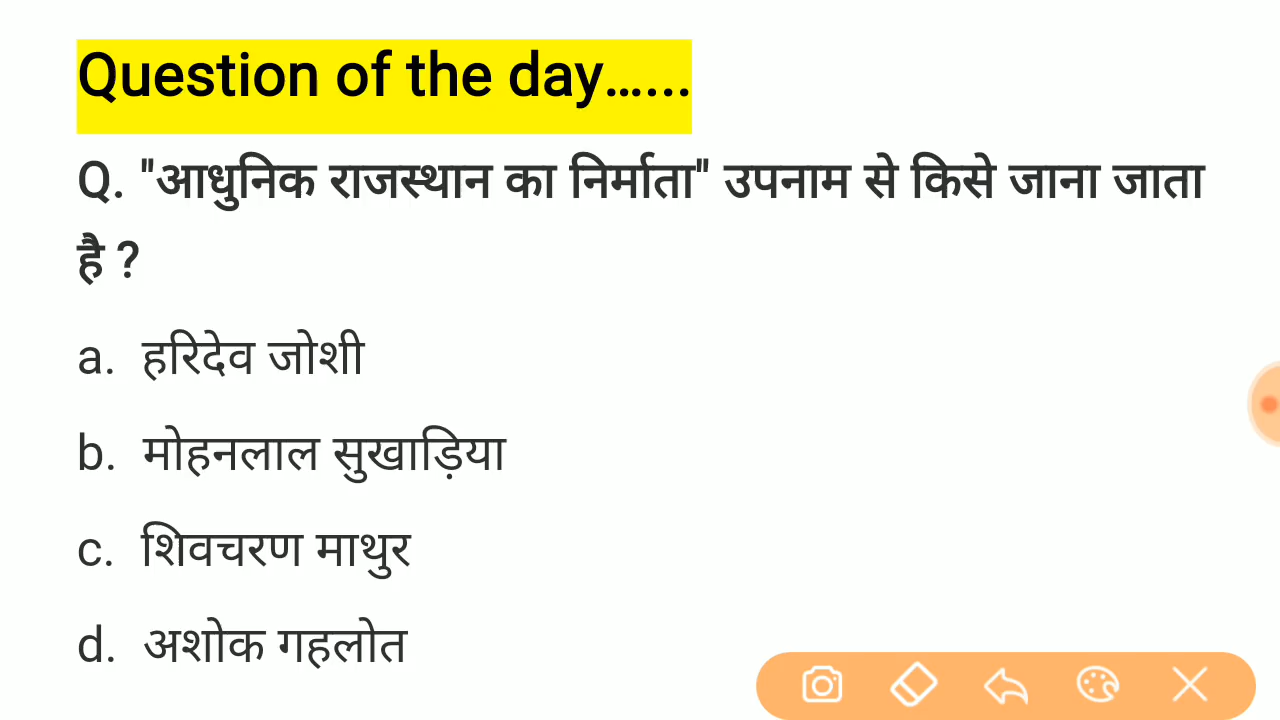 Question of the day......
Q. "आधुनिक राजस्थान का निर्माता" उपनाम से किसे जाना जाता
है ?
a. हरिदेव जोशी
b. मोहनलाल सुखाड़िया
c. शिवचरण माथुर
d. अशोक गहलोत